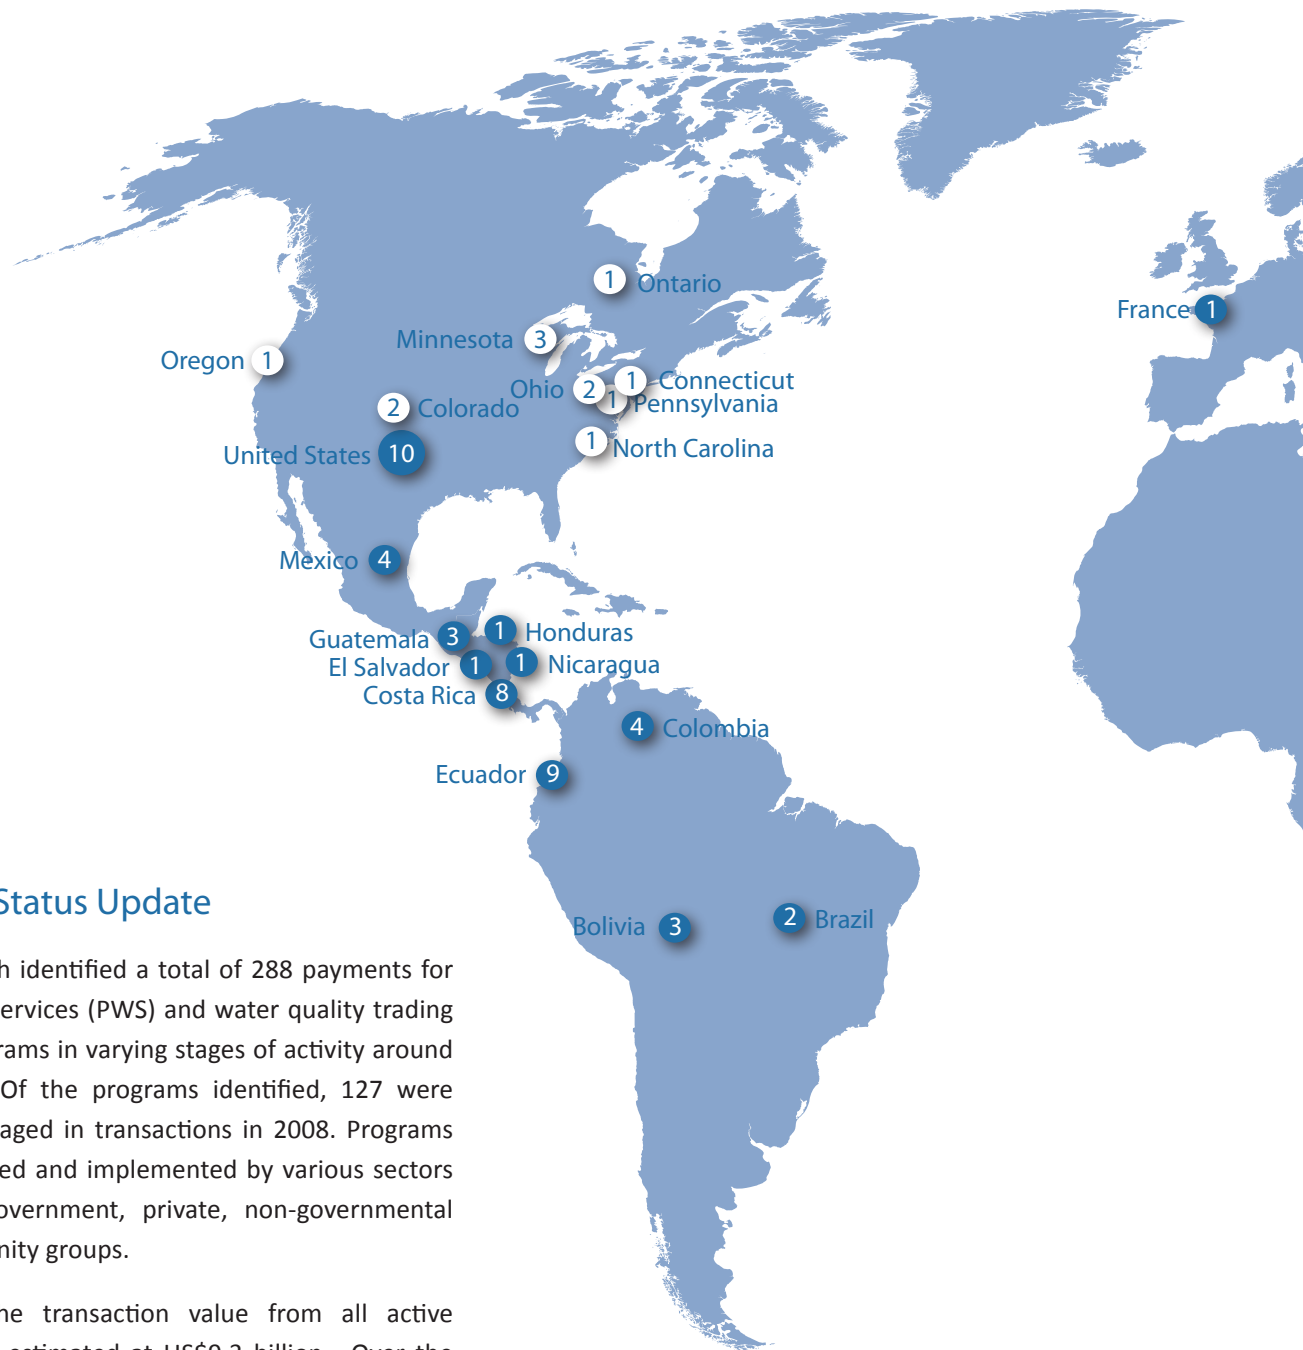 1 Ontario
France 1
Minnesota 3
Oregon 1
1 Connecticut
Ohio 2
1 Pennsylvania
2 Colorado
1 North Carolina
United States 10
Mexico 4
Guatemala 3
1 Honduras
El Salvador 1
1 Nicaragua
Costa Rica 8
4 Colombia
Ecuador 9
Bolivia 3
2 Brazil
Status Update
h identified a total of 288 payments for
ervices (PWS) and water quality trading
rams in varying stages of activity around
Of the programs identified, 127 were
aged in transactions in 2008. Programs
ed and implemented by various sectors
overnment, private, non-governmental
nity groups.
he transaction value from all active